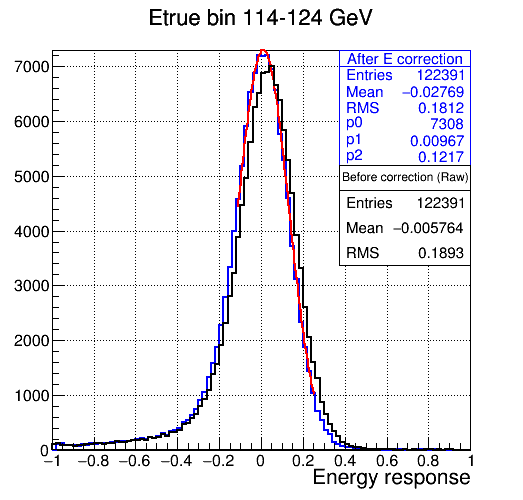 Etrue bin 114-124 GeV
After E correction
Entries 122391
Mean −0.02769
RMS 0.1812
p0 7308
p1 0.00967
p2 0.1217
Before correction (Raw)
Entries 122391
Mean −0.005764
RMS 0.1893
7000
6000
5000
4000
3000
2000
1000
0
−1 −0.8 −0.6 −0.4 −0.2 0 0.2 0.4 0.6 0.8 1
Energy response